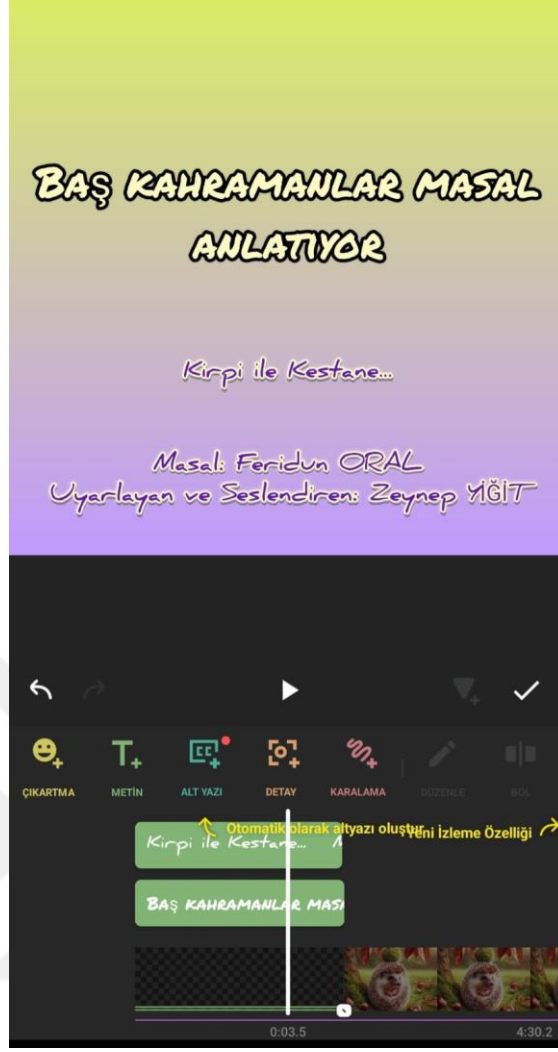 Baş kahramanlar masal
anlatıyor
Kirpi ile Kestane...
Masal: Feridun ORAL
Uyarlayan ve Seslendiren: Zeynep YİĞİT
ÇIKARTMA
METİN
ALT YAZI
DETAY
KARALAMA
DÜZENLE
BÖL
Otomatik olarak altyazı oluştur
Yeni İzleme Özelliği
Kirpi ile Kestane... M
Baş kahramanlar masa
0:03.5
4:30.2